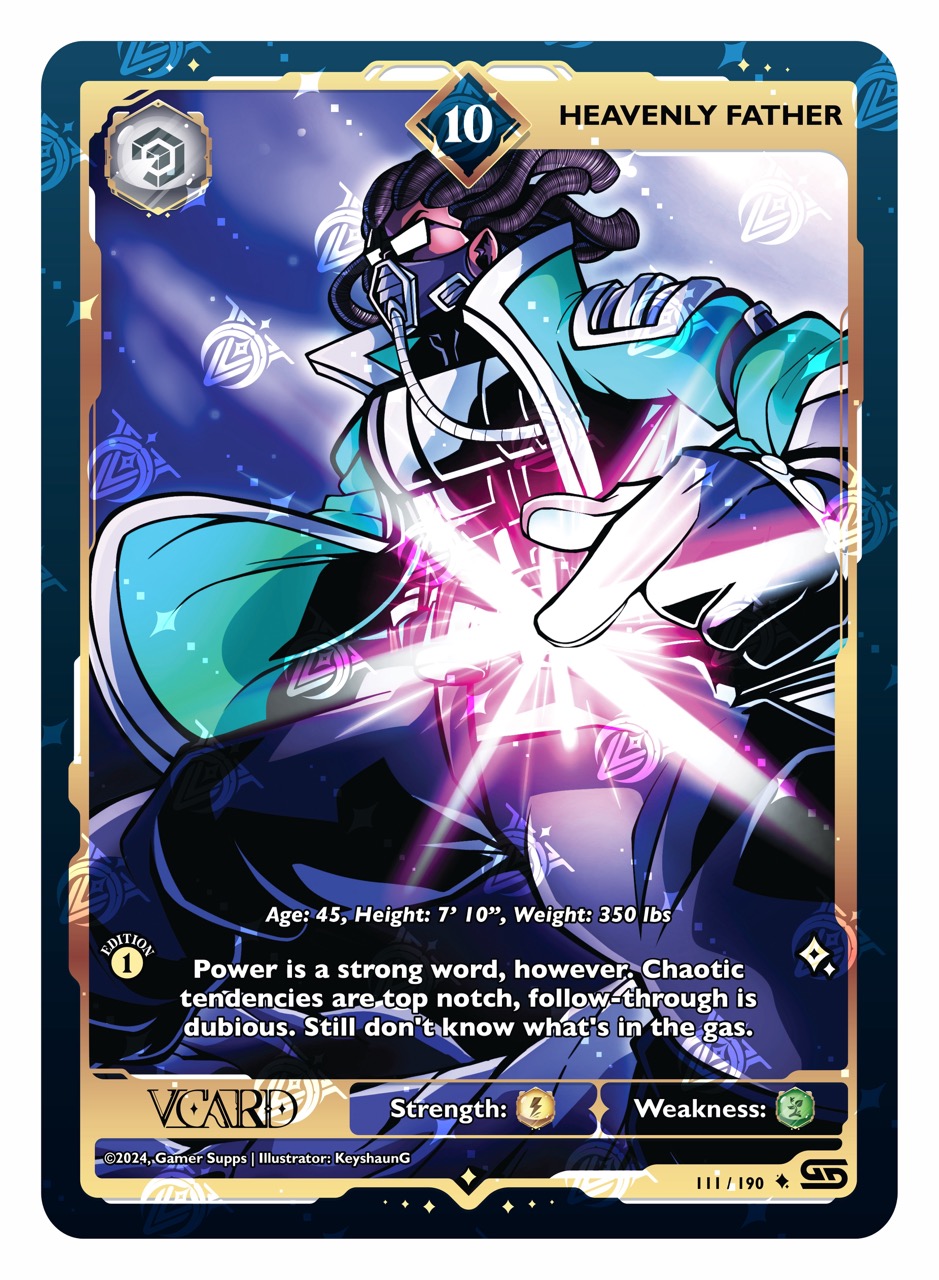 10
HEAVENLY FATHER
Age: 45, Height: 7’ 10”, Weight: 350 lbs
EDITION
1
Power is a strong word, however. Chaotic
tendencies are top notch, follow-through is
dubious. Still don't know what's in the gas.
VCARD
Strength:
Weakness:
©2024, Gamer Supps | Illustrator: KeyshaunG
111 / 190
GS